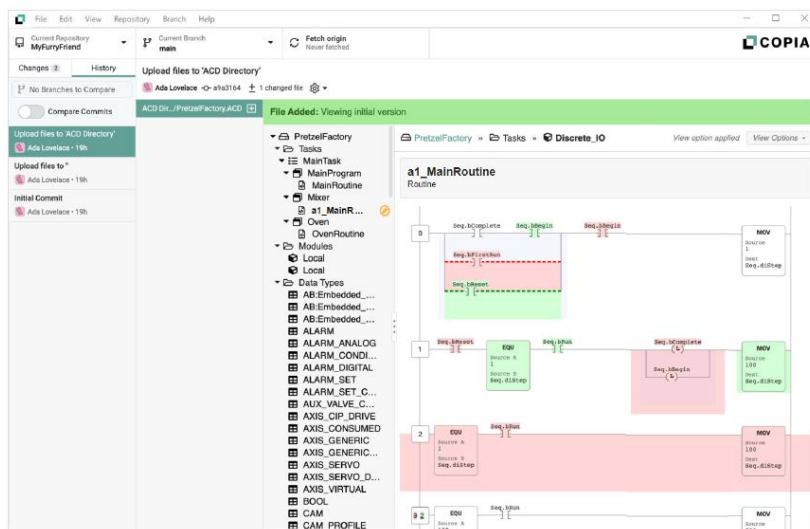 File Edit View Repository Branch Help
Current Repository
MyFurryFriend
Current Branch
main
Fetch origin
Never fetched
COPIA
Changes 2 History
No Branches to Compare
Compare Commits
Upload files to 'ACD Directory'
Ada Lovelace • 19h
Upload files to ''
Ada Lovelace • 19h
Initial Commit
Ada Lovelace • 19h
Upload files to 'ACD Directory'
Ada Lovelace a9a3164 1 changed file
ACD Dir.../PretzelFactory.ACD
File Added: Viewing initial version
PretzelFactory
Tasks
MainTask
MainProgram
MainRoutine
Mixer
a1_MainR...
Oven
OvenRoutine
Modules
Local
Local
Data Types
AB:Embedded_...
AB:Embedded_...
AB:Embedded_...
ALARM
ALARM_ANALOG
ALARM_CONDI...
ALARM_DIGITAL
ALARM_SET
ALARM_SET_C...
AUX_VALVE_C...
AXIS_CIP_DRIVE
AXIS_CONSUMED
AXIS_GENERIC
AXIS_GENERIC...
AXIS_SERVO
AXIS_SERVO_D...
AXIS_VIRTUAL
BOOL
CAM
CAM_PROFILE
PretzelFactory » Tasks » Discrete_IO
View option applied View Options
a1_MainRoutine
Routine
0
Seq.bComplete Seq.bBegin Seq.bBegin
MOV
Source
1
Dest
Seq.diStep
Seq.bFirstRun
Seq.bReset
1
Seq.bReset
EQU
Source A
1
Source B
Seq.diStep
Seq.bRun
Seq.bComplete
Seq.bBegin
MOV
Source
100
Dest
Seq.diStep
2
EQU
Source A
1
Source B
Seq.diStep
Seq.bRun
MOV
Source
100
Dest
Seq.diStep
2
EQU
Source A
Seq.bRun
MOV
Source